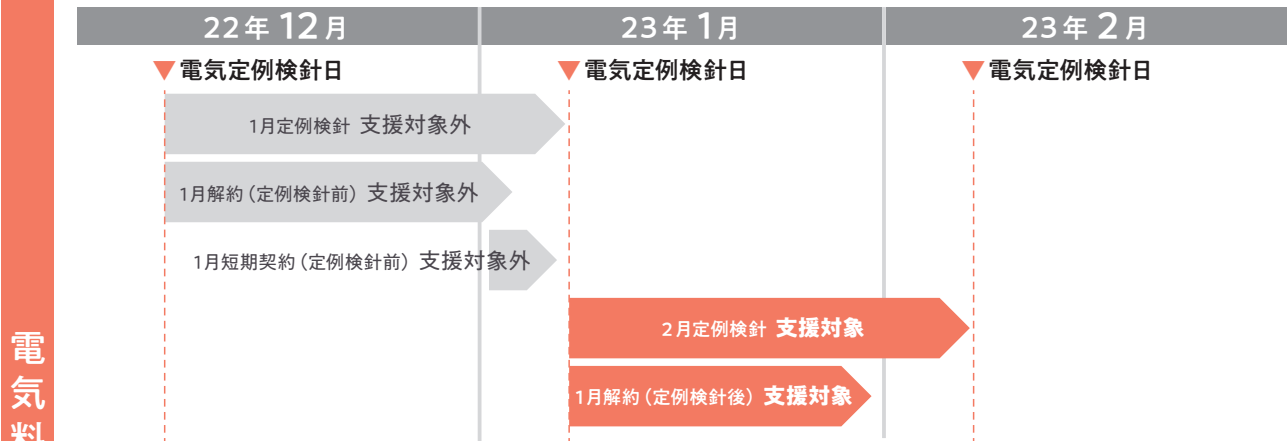 22年 12月
23年 1月
23年 2月
▼電気定例検針日
▼電気定例検針日
▼電気定例検針日
1月定例検針 支援対象外
1月解約(定例検針前) 支援対象外
1月短期契約(定例検針前) 支援対象外
2月定例検針 支援対象
1月解約(定例検針後) 支援対象
電気料